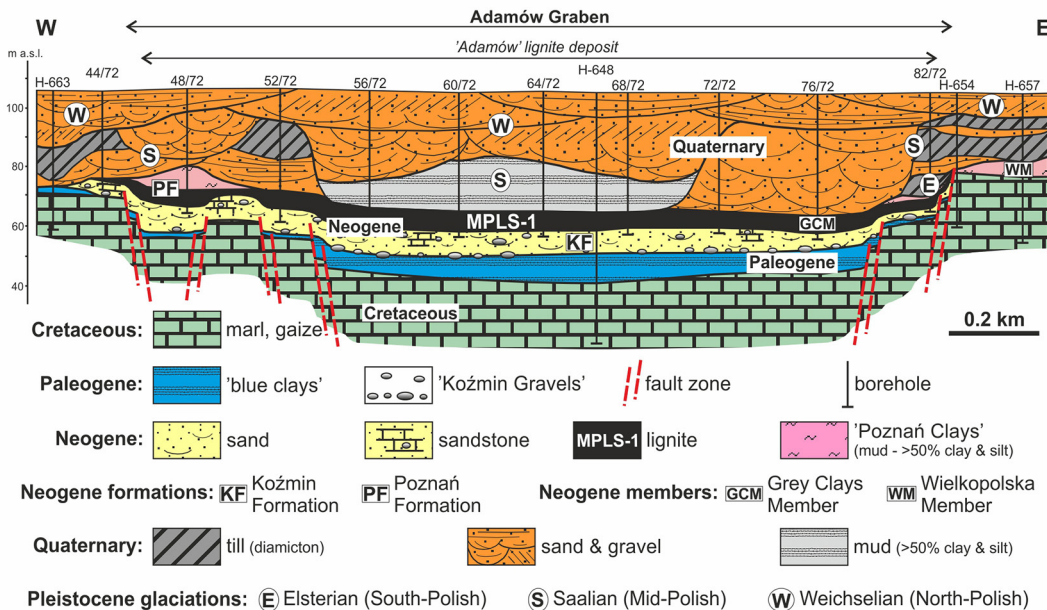 Adamów Graben
W
E
'Adamów' lignite deposit
m a.s.l.
H-663
44/72
48/72
52/72
56/72
60/72
64/72
H-648
68/72
72/72
76/72
82/72
H-654
H-657
100
80
60
40
W
W
W
S
S
S
Quaternary
E
WM
PF
Neogene
MPLS-1
GCM
KF
Paleogene
Cretaceous
0.2 km
Cretaceous: marl, gaize
Paleogene: 'blue clays' 'Koźmin Gravels' fault zone borehole
Neogene: sand sandstone MPLS-1 lignite 'Poznań Clays'
(mud - >50% clay & silt)
Neogene formations: KF Koźmin Formation PF Poznań Formation Neogene members: GCM Grey Clays Member WM Wielkopolska Member
Quaternary: till (diamicton) sand & gravel mud (>50% clay & silt)
Pleistocene glaciations: E Elsterian (South-Polish) S Saalian (Mid-Polish) W Weichselian (North-Polish)